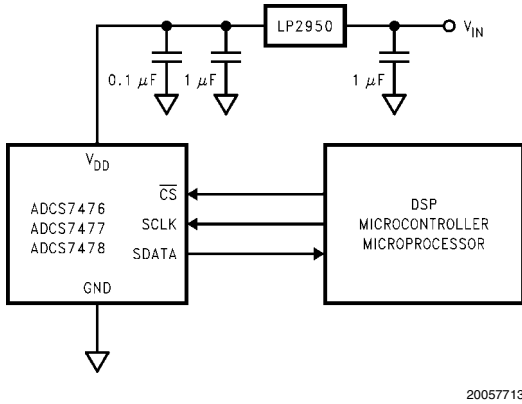 LP2950
V_IN
0.1 μF
1 μF
1 μF
V_DD
C̅S̅
ADCS7476
ADCS7477
ADCS7478
SCLK
SDATA
GND
DSP
MICROCONTROLLER
MICROPROCESSOR
20057713